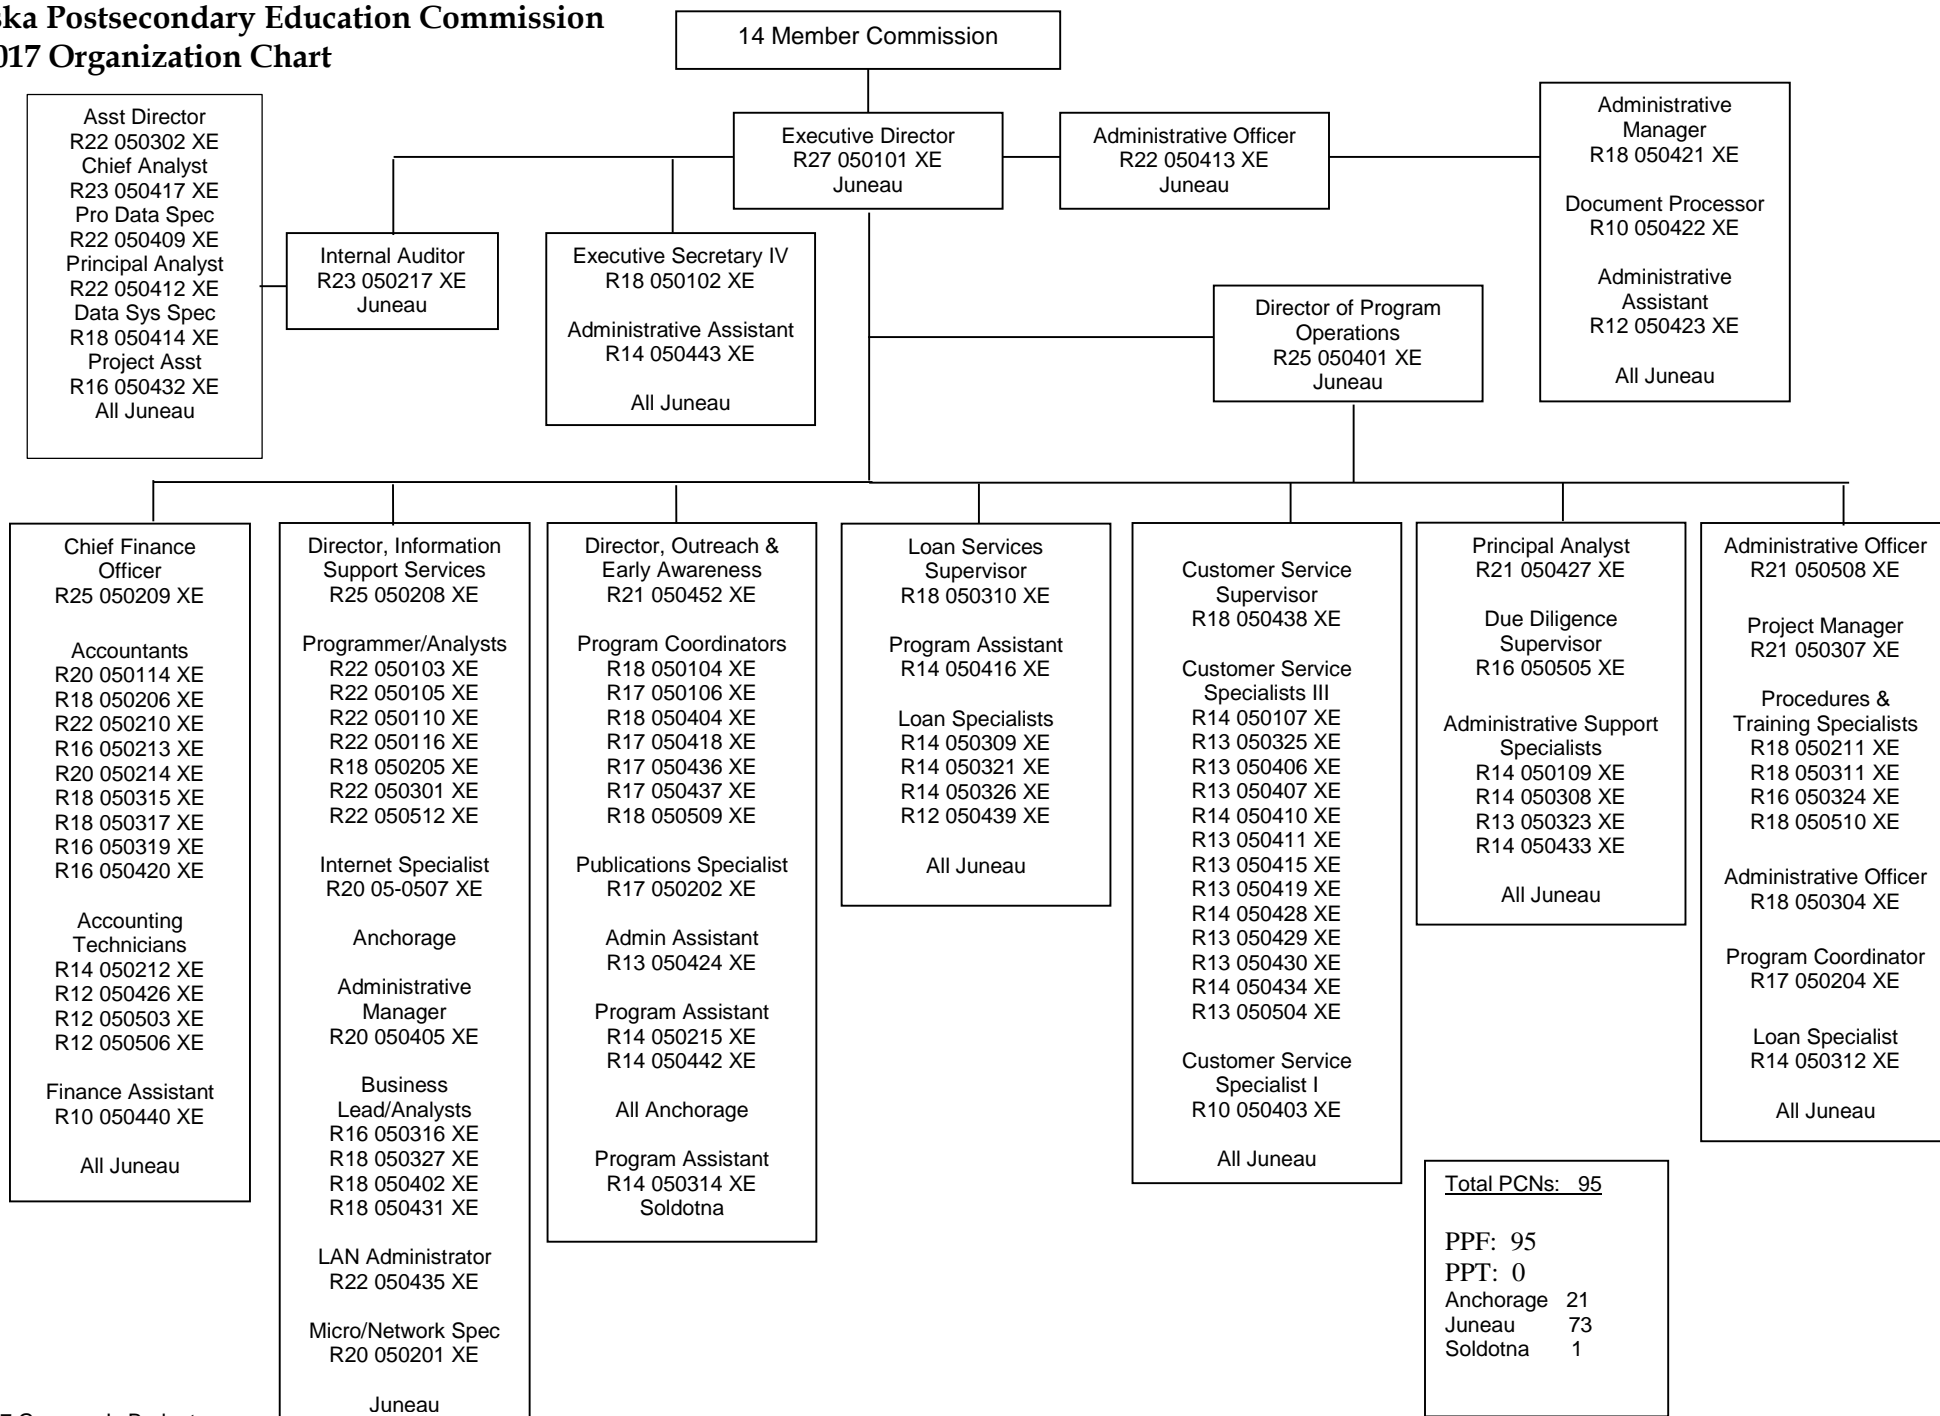 ska Postsecondary Education Commission
017 Organization Chart
14 Member Commission
Asst Director
R22 050302 XE
Chief Analyst
R23 050417 XE
Pro Data Spec
R22 050409 XE
Principal Analyst
R22 050412 XE
Data Sys Spec
R18 050414 XE
Project Asst
R16 050432 XE
All Juneau
Internal Auditor
R23 050217 XE
Juneau
Executive Secretary IV
R18 050102 XE
Administrative Assistant
R14 050443 XE
All Juneau
Executive Director
R27 050101 XE
Juneau
Administrative Officer
R22 050413 XE
Juneau
Administrative
Manager
R18 050421 XE
Document Processor
R10 050422 XE
Administrative
Assistant
R12 050423 XE
All Juneau
Director of Program
Operations
R25 050401 XE
Juneau
Chief Finance
Officer
R25 050209 XE
Accountants
R20 050114 XE
R18 050206 XE
R22 050210 XE
R16 050213 XE
R20 050214 XE
R18 050315 XE
R18 050317 XE
R16 050319 XE
R16 050420 XE
Accounting
Technicians
R14 050212 XE
R12 050426 XE
R12 050503 XE
R12 050506 XE
Finance Assistant
R10 050440 XE
All Juneau
Director, Information
Support Services
R25 050208 XE
Programmer/Analysts
R22 050103 XE
R22 050105 XE
R22 050110 XE
R22 050116 XE
R18 050205 XE
R22 050301 XE
R22 050512 XE
Internet Specialist
R20 05-0507 XE
Anchorage
Administrative
Manager
R20 050405 XE
Business
Lead/Analysts
R16 050316 XE
R18 050327 XE
R18 050402 XE
R18 050431 XE
LAN Administrator
R22 050435 XE
Micro/Network Spec
R20 050201 XE
Juneau
Director, Outreach &
Early Awareness
R21 050452 XE
Program Coordinators
R18 050104 XE
R17 050106 XE
R18 050404 XE
R17 050418 XE
R17 050436 XE
R17 050437 XE
R18 050509 XE
Publications Specialist
R17 050202 XE
Admin Assistant
R13 050424 XE
Program Assistant
R14 050215 XE
R14 050442 XE
All Anchorage
Program Assistant
R14 050314 XE
Soldotna
Loan Services
Supervisor
R18 050310 XE
Program Assistant
R14 050416 XE
Loan Specialists
R14 050309 XE
R14 050321 XE
R14 050326 XE
R12 050439 XE
All Juneau
Customer Service
Supervisor
R18 050438 XE
Customer Service
Specialists III
R14 050107 XE
R13 050325 XE
R13 050406 XE
R13 050407 XE
R14 050410 XE
R13 050411 XE
R13 050415 XE
R13 050419 XE
R14 050428 XE
R13 050429 XE
R13 050430 XE
R14 050434 XE
R13 050504 XE
Customer Service
Specialist I
R10 050403 XE
All Juneau
Principal Analyst
R21 050427 XE
Due Diligence
Supervisor
R16 050505 XE
Administrative Support
Specialists
R14 050109 XE
R14 050308 XE
R13 050323 XE
R14 050433 XE
All Juneau
Administrative Officer
R21 050508 XE
Project Manager
R21 050307 XE
Procedures &
Training Specialists
R18 050211 XE
R18 050311 XE
R16 050324 XE
R18 050510 XE
Administrative Officer
R18 050304 XE
Program Coordinator
R17 050204 XE
Loan Specialist
R14 050312 XE
All Juneau
Total PCNs: 95
PPF: 95
PPT: 0
Anchorage 21
Juneau 73
Soldotna 1